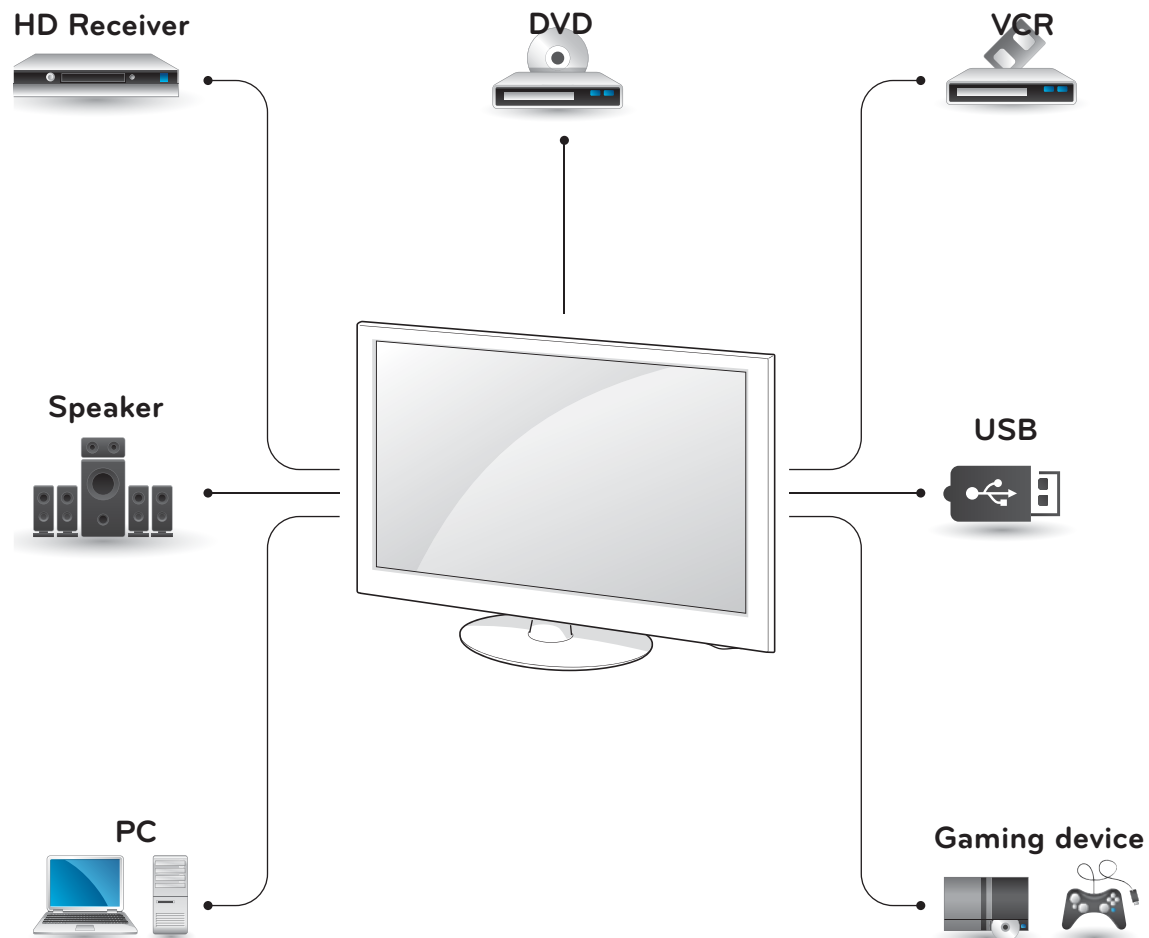 HD Receiver
DVD
VCR
Speaker
USB
PC
Gaming device